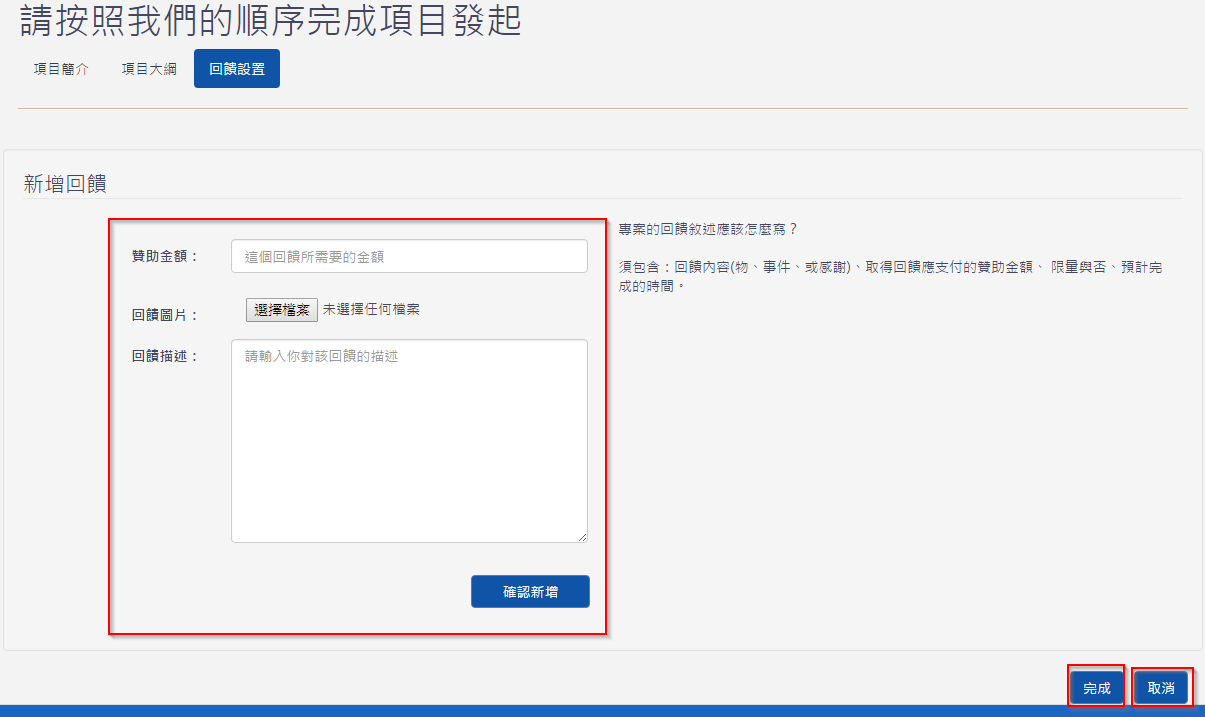 請按照我們的順序完成項目發起
項目簡介 項目大綱 回饋設置
新增回饋
贊助金額： 這個回饋所需要的金額
回饋圖片： 選擇檔案 未選擇任何檔案
回饋描述： 請輸入你對該回饋的描述
確認新增
專案的回饋敘述應該怎麼寫？
須包含：回饋內容(物、事件、或感謝)、取得回饋應支付的贊助金額、 限量與否、預計完
成的時間。
完成 取消